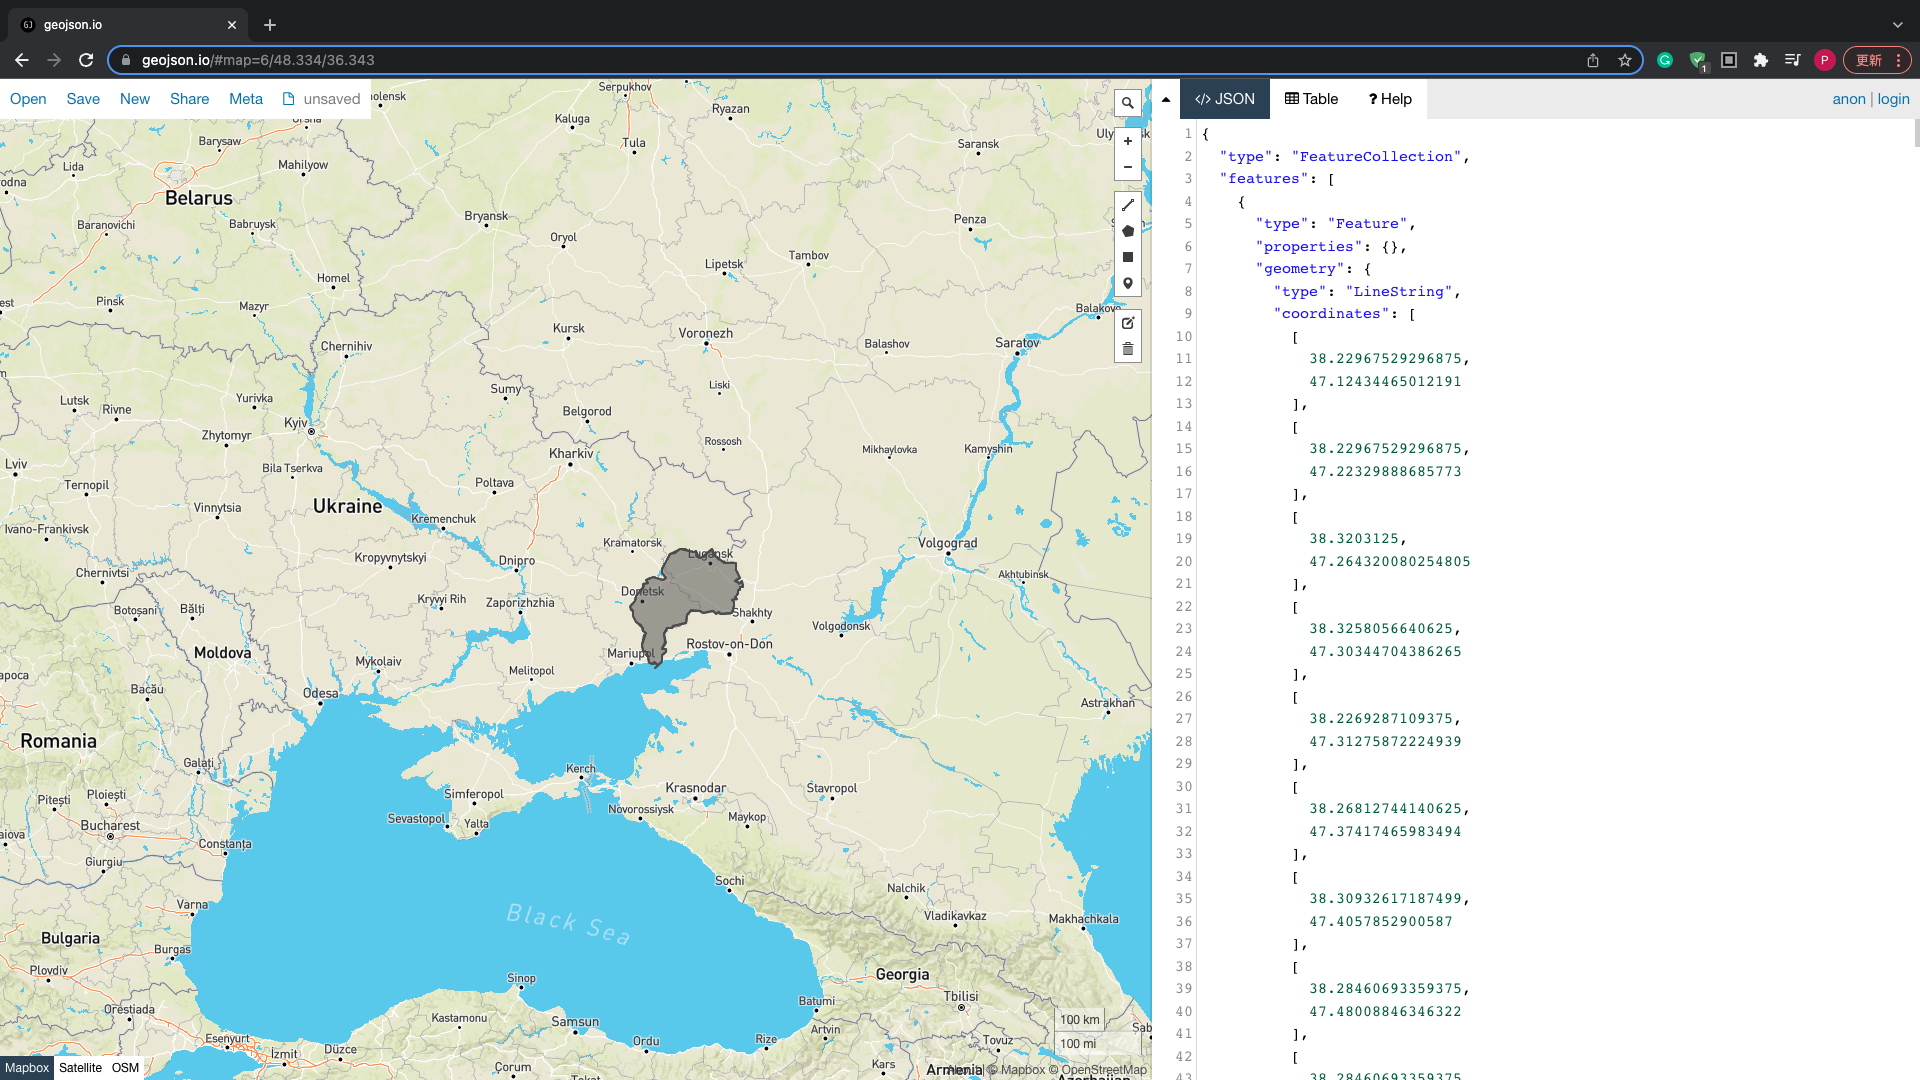 geojson.io
geojson.io/#map=6/48.334/36.343
1
P
更新
Open
Save
New
Share
Meta
unsaved
</> JSON
Table
? Help
anon | login
Serpukhov
Ryazan
Kaluga
Tula
Saransk
Barysaw
Lida
Mahilyow
Belarus
Baranovichi
Babruysk
Bryansk
Oryol
Penza
Tambov
Lipetsk
Homel
Pinsk
Mazyr
Balakovo
Kursk
Voronezh
Balashov
Saratov
Chernihiv
Liski
Sumy
Lutsk
Rivne
Yurivka
Belgorod
Kyiv
Zhytomyr
Rossosh
Mikhaylovka
Kamyshin
Kharkiv
Lviv
Bila Tserkva
Ternopil
Poltava
Ukraine
Vinnytsia
Kremenchuk
Ivano-Frankivsk
Kramatorsk
Lugansk
Volgograd
Kropyvnytskyi
Dnipro
Chernivtsi
Akhtubinsk
Donetsk
Kryvyi Rih
Zaporizhzhia
Botoșani
Bălți
Shakhty
Volgodonsk
Rostov-on-Don
Moldova
Mariupol
Mykolaiv
Melitopol
Bacău
Odesa
Astrakhan
Romania
Galați
Kerch
Krasnodar
Stavropol
Simferopol
Ploiești
Pitești
Novorossiysk
Maykop
Sevastopol
Yalta
Bucharest
Constanța
Giurgiu
Sochi
Nalchik
Varna
Vladikavkaz
Makhachkala
Black Sea
Bulgaria
Burgas
Plovdiv
Georgia
Sinop
Tbilisi
Batumi
Orestiada
Kastamonu
Samsun
Artvin
100 km
Esenyurt
Ordu
Rize
Tovuz
100 mi
İzmit
Düzce
Çorum
Kars
Armenia
© Mapbox © OpenStreetMap
Mapbox
Satellite
OSM
1 {
2 "type": "FeatureCollection",
3 "features": [
4 {
5 "type": "Feature",
6 "properties": {},
7 "geometry": {
8 "type": "LineString",
9 "coordinates": [
10 [
11 38.22967529296875,
12 47.12434465012191
13 ],
14 [
15 38.22967529296875,
16 47.22329888685773
17 ],
18 [
19 38.3203125,
20 47.264320080254805
21 ],
22 [
23 38.3258056640625,
24 47.30344704386265
25 ],
26 [
27 38.2269287109375,
28 47.31275872224939
29 ],
30 [
31 38.26812744140625,
32 47.37417465983494
33 ],
34 [
35 38.30932617187499,
36 47.4057852900587
37 ],
38 [
39 38.28460693359375,
40 47.48008846346322
41 ],
42 [
43 38.28460693359375